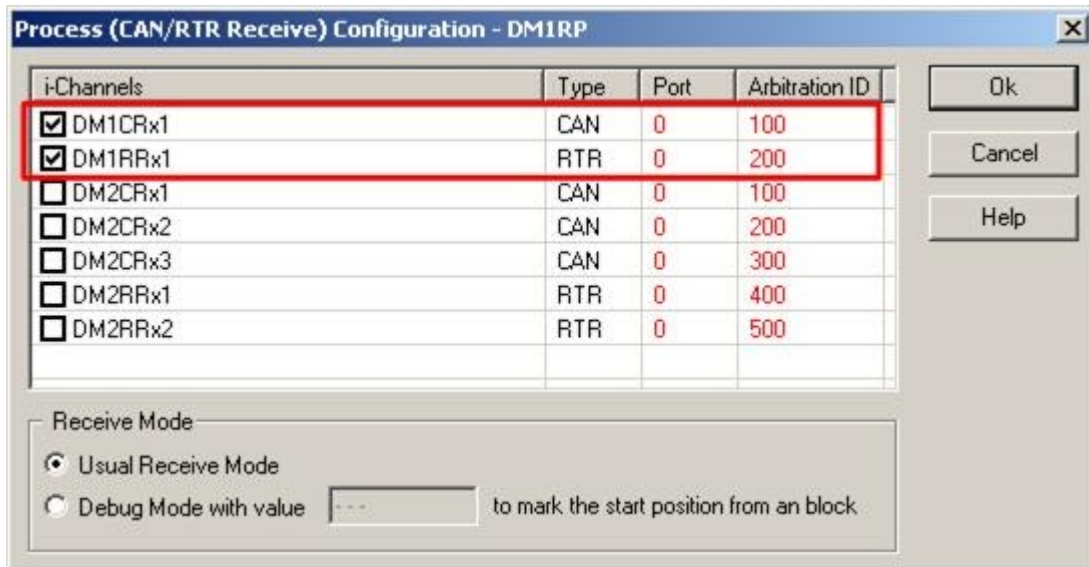 Process (CAN/RTR Receive) Configuration - DM1RP
i-Channels Type Port Arbitration ID
DM1CRx1 CAN 0 100
DM1RRx1 RTR 0 200
DM2CRx1 CAN 0 100
DM2CRx2 CAN 0 200
DM2CRx3 CAN 0 300
DM2RRx1 RTR 0 400
DM2RRx2 RTR 0 500
Ok
Cancel
Help
Receive Mode
Usual Receive Mode
Debug Mode with value --- to mark the start position from an block